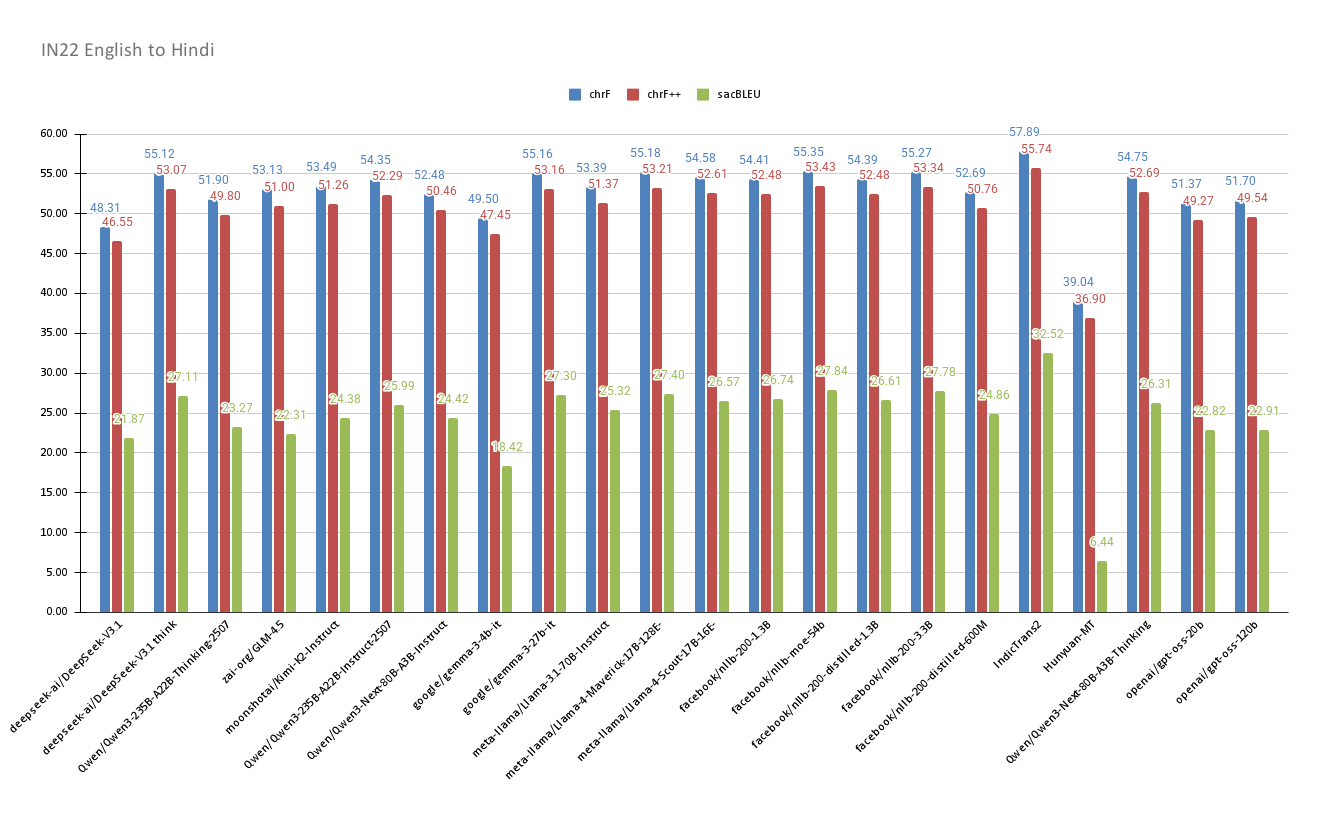 IN22 English to Hindi
chrF chrF++ sacBLEU
60.00
55.00
50.00
45.00
40.00
35.00
30.00
25.00
20.00
15.00
10.00
5.00
0.00
48.31 46.55 21.87
55.12 53.07 27.11
51.90 49.80 23.27
53.13 51.00 22.31
53.49 51.26 24.38
54.35 52.29 25.99
52.48 50.46 24.42
49.50 47.45 18.42
55.16 53.16 27.30
53.39 51.37 25.32
55.18 53.21 27.40
54.58 52.61 26.57
54.41 52.48 26.74
55.35 53.43 27.84
54.39 52.48 26.61
55.27 53.34 27.78
52.69 50.76 24.86
57.89 55.74 32.52
39.04 36.90 6.44
54.75 52.69 26.31
51.37 49.27 22.82
51.70 49.54 22.91
deepseek-ai/DeepSeek-V3.1
deepseek-ai/DeepSeek-V3.1 think
Qwen/Qwen3-235B-A22B-Thinking-2507
zai-org/GLM-4.5
moonshotai/Kimi-K2-Instruct
Qwen/Qwen3-235B-A22B-Instruct-2507
Qwen/Qwen3-Next-80B-A3B-Instruct
google/gemma-3-4b-it
google/gemma-3-27b-it
meta-llama/Llama-3.1-70B-Instruct
meta-llama/Llama-4-Maverick-17B-128E-
meta-llama/Llama-4-Scout-17B-16E-
facebook/nllb-200-1.3B
facebook/nllb-moe-54b
facebook/nllb-200-distilled-1.3B
facebook/nllb-200-3.3B
facebook/nllb-200-distilled-600M
IndicTrans2
Hunyuan-MT
Qwen/Qwen3-Next-80B-A3B-Thinking
openai/gpt-oss-20b
openai/gpt-oss-120b